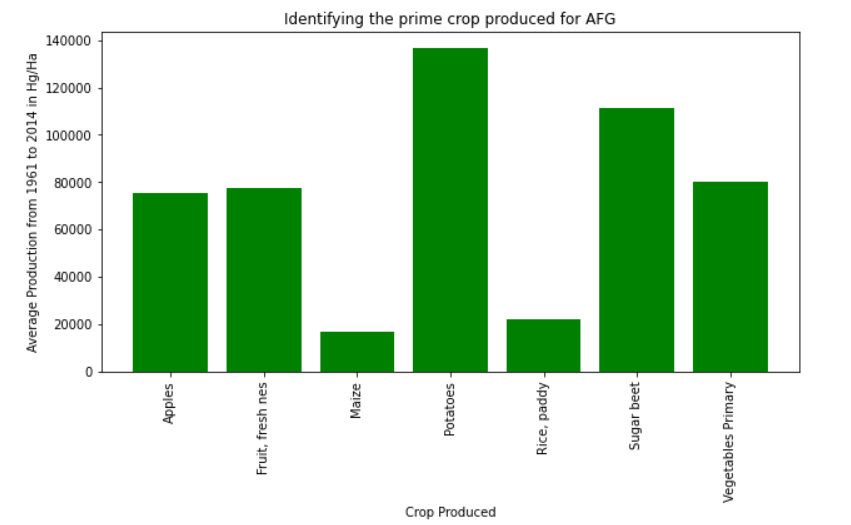 Identifying the prime crop produced for AFG
Average Production from 1961 to 2014 in Hg/Ha
140000
120000
100000
80000
60000
40000
20000
0
Apples
Fruit, fresh nes
Maize
Potatoes
Rice, paddy
Sugar beet
Vegetables Primary
Crop Produced